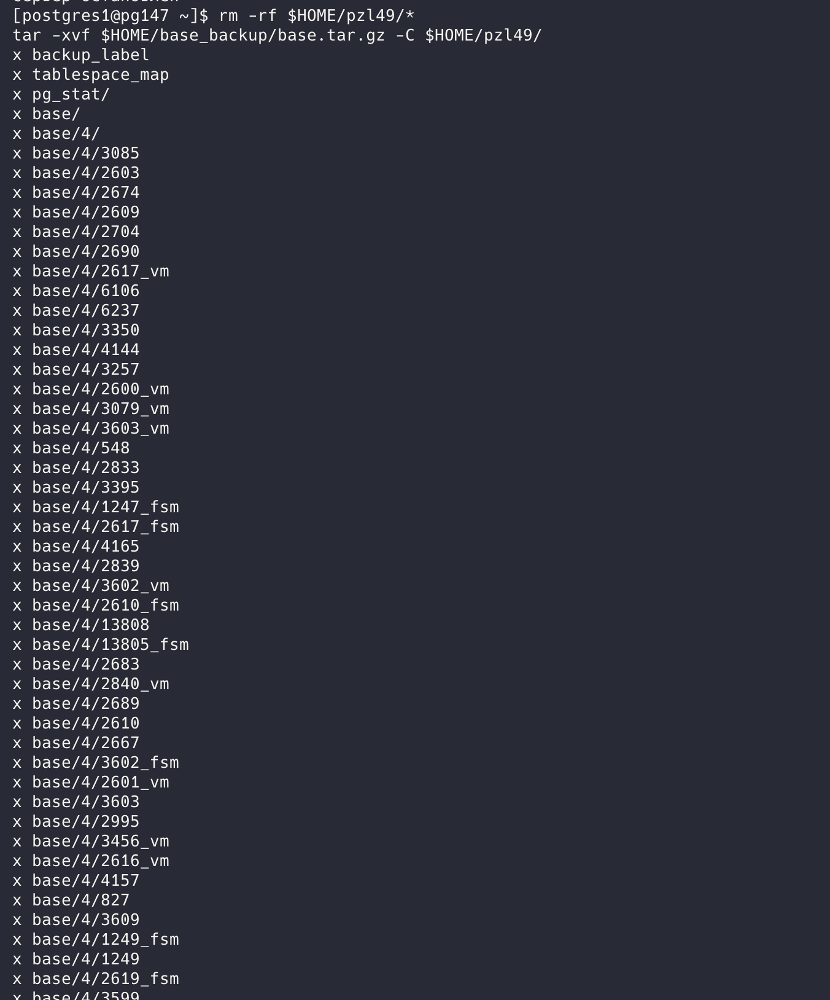 сервер остановлен
[postgres1@pg147 ~]$ rm -rf $HOME/pzl49/*
tar -xvf $HOME/base_backup/base.tar.gz -C $HOME/pzl49/
x backup_label
x tablespace_map
x pg_stat/
x base/
x base/4/
x base/4/3085
x base/4/2603
x base/4/2674
x base/4/2609
x base/4/2704
x base/4/2690
x base/4/2617_vm
x base/4/6106
x base/4/6237
x base/4/3350
x base/4/4144
x base/4/3257
x base/4/2600_vm
x base/4/3079_vm
x base/4/3603_vm
x base/4/548
x base/4/2833
x base/4/3395
x base/4/1247_fsm
x base/4/2617_fsm
x base/4/4165
x base/4/2839
x base/4/3602_vm
x base/4/2610_fsm
x base/4/13808
x base/4/13805_fsm
x base/4/2683
x base/4/2840_vm
x base/4/2689
x base/4/2610
x base/4/2667
x base/4/3602_fsm
x base/4/2601_vm
x base/4/3603
x base/4/2995
x base/4/3456_vm
x base/4/2616_vm
x base/4/4157
x base/4/827
x base/4/3609
x base/4/1249_fsm
x base/4/1249
x base/4/2619_fsm
x base/4/3599